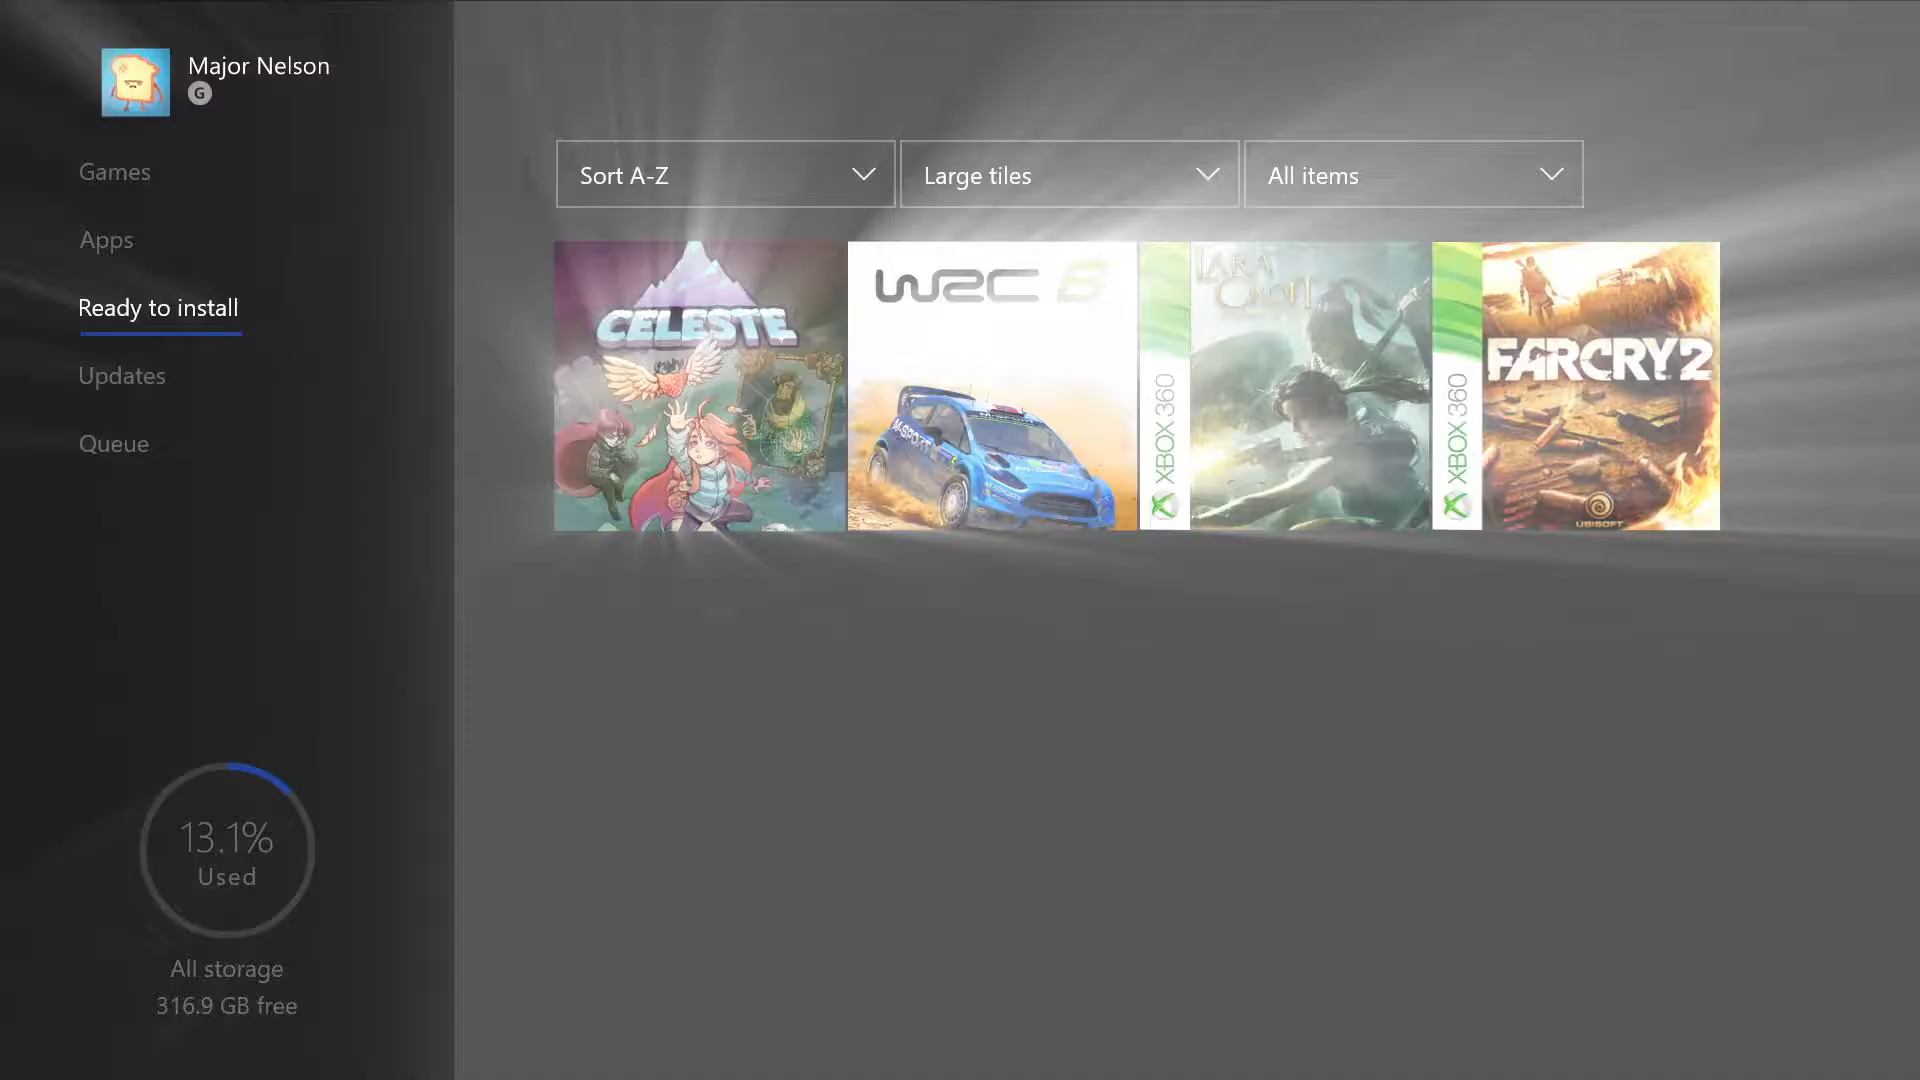 Major Nelson
G
Games
Apps
Ready to install
Updates
Queue
13.1%
Used
All storage
316.9 GB free
Sort A-Z
Large tiles
All items
CELESTE
WRC 6
M-SPORT
XBOX 360
LARA CROFT
XBOX 360
FARCRY 2
UBISOFT